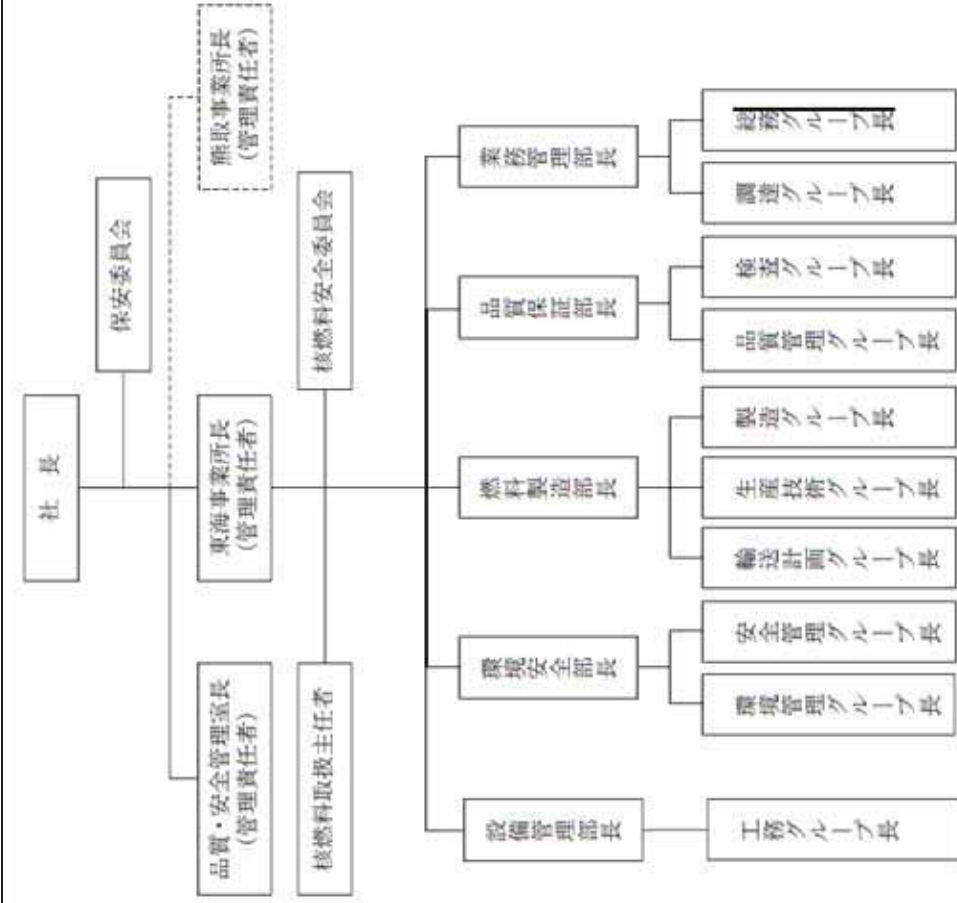 社　長
保安委員会
品質・安全管理室長
(管理責任者)
東海事業所長
(管理責任者)
熊取事業所長
(管理責任者)
核燃料取扱主任者
核燃料安全委員会
設備管理部長
環境安全部長
燃料製造部長
品質保証部長
業務管理部長
工務グループ長
環境管理グループ長
安全管理グループ長
輸送計画グループ長
生産技術グループ長
製造グループ長
品質管理グループ長
検査グループ長
調達グループ長
総務グループ長